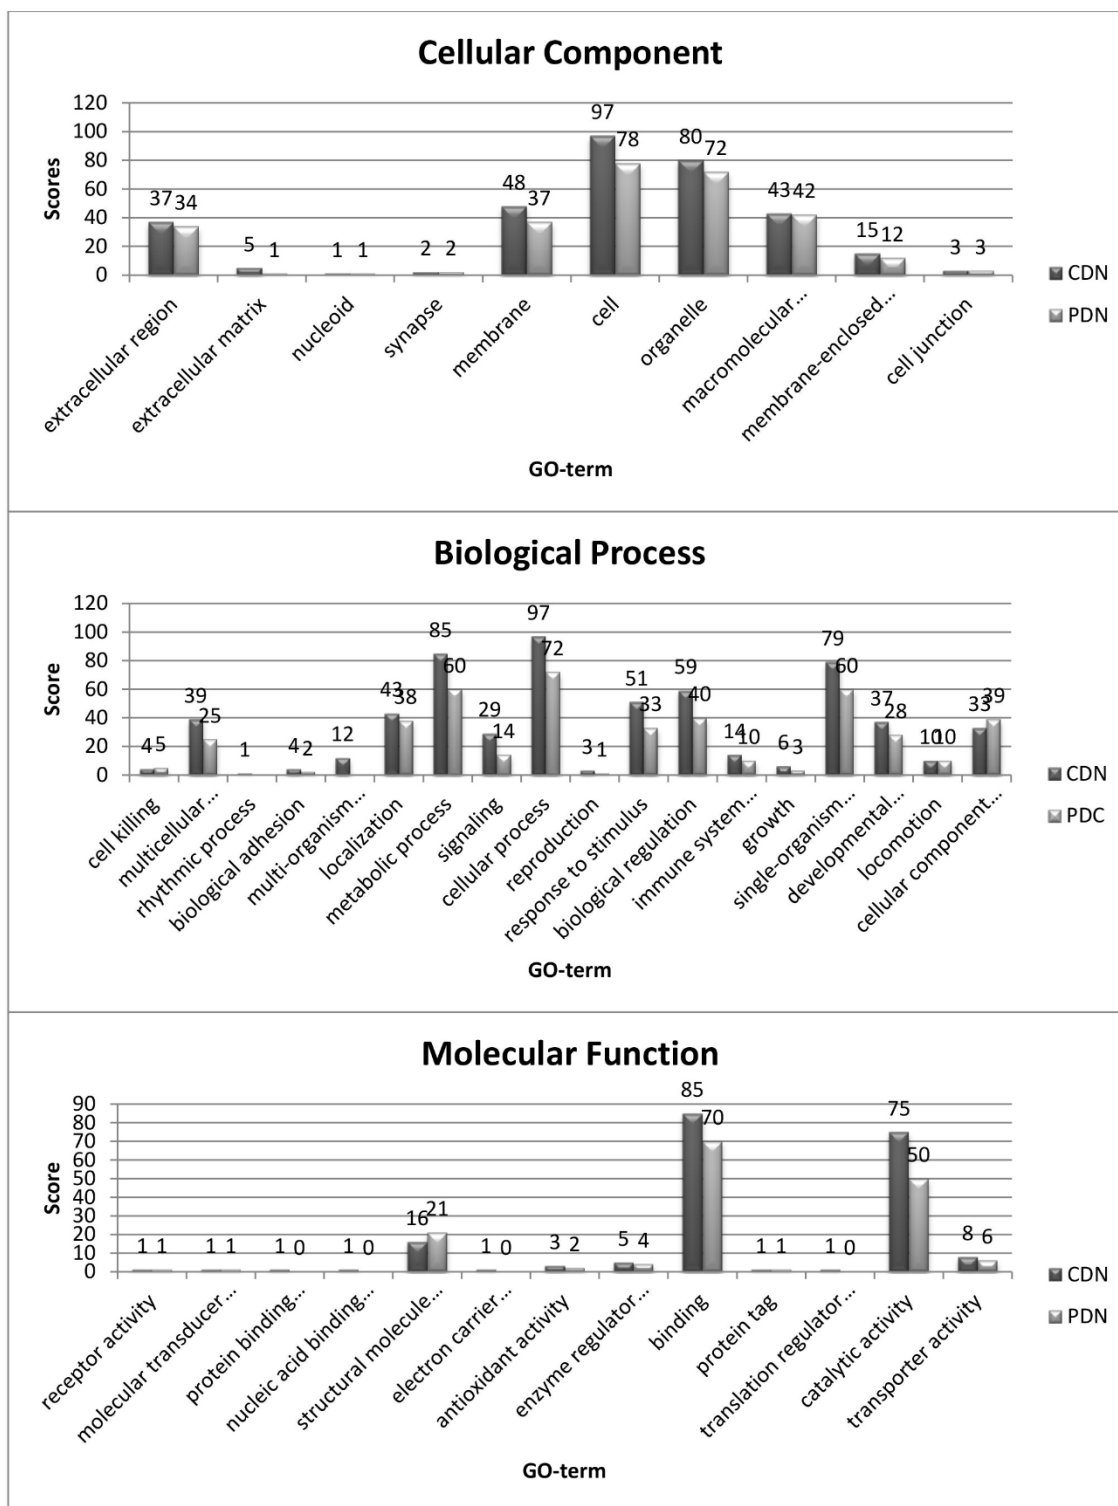 Cellular Component
120
100
80
60
40
20
0
Scores
37 34 5 1 1 1 2 2 48 37 97 78 80 72 43 42 15 12 3 3
extracellular region
extracellular matrix
nucleoid
synapse
membrane
cell
organelle
macromolecular...
membrane-enclosed...
cell junction
GO-term
CDN
PDN
Biological Process
120
100
80
60
40
20
0
Score
4 5 39 25 1 4 2 12 43 38 85 60 29 14 97 72 3 1 51 33 59 40 14 10 6 3 79 60 37 28 10 10 33 39
cell killing
multicellular...
rhythmic process
biological adhesion
multi-organism...
localization
metabolic process
signaling
cellular process
reproduction
response to stimulus
biological regulation
immune system...
growth
single-organism...
developmental...
locomotion
cellular component...
GO-term
CDN
PDC
Molecular Function
90
80
70
60
50
40
30
20
10
0
Score
1 1 1 1 1 0 1 0 16 21 1 0 3 2 5 4 85 70 1 1 1 0 75 50 8 6
receptor activity
molecular transducer...
protein binding...
nucleic acid binding...
structural molecule...
electron carrier...
antioxidant activity
enzyme regulator...
binding
protein tag
translation regulator...
catalytic activity
transporter activity
GO-term
CDN
PDN